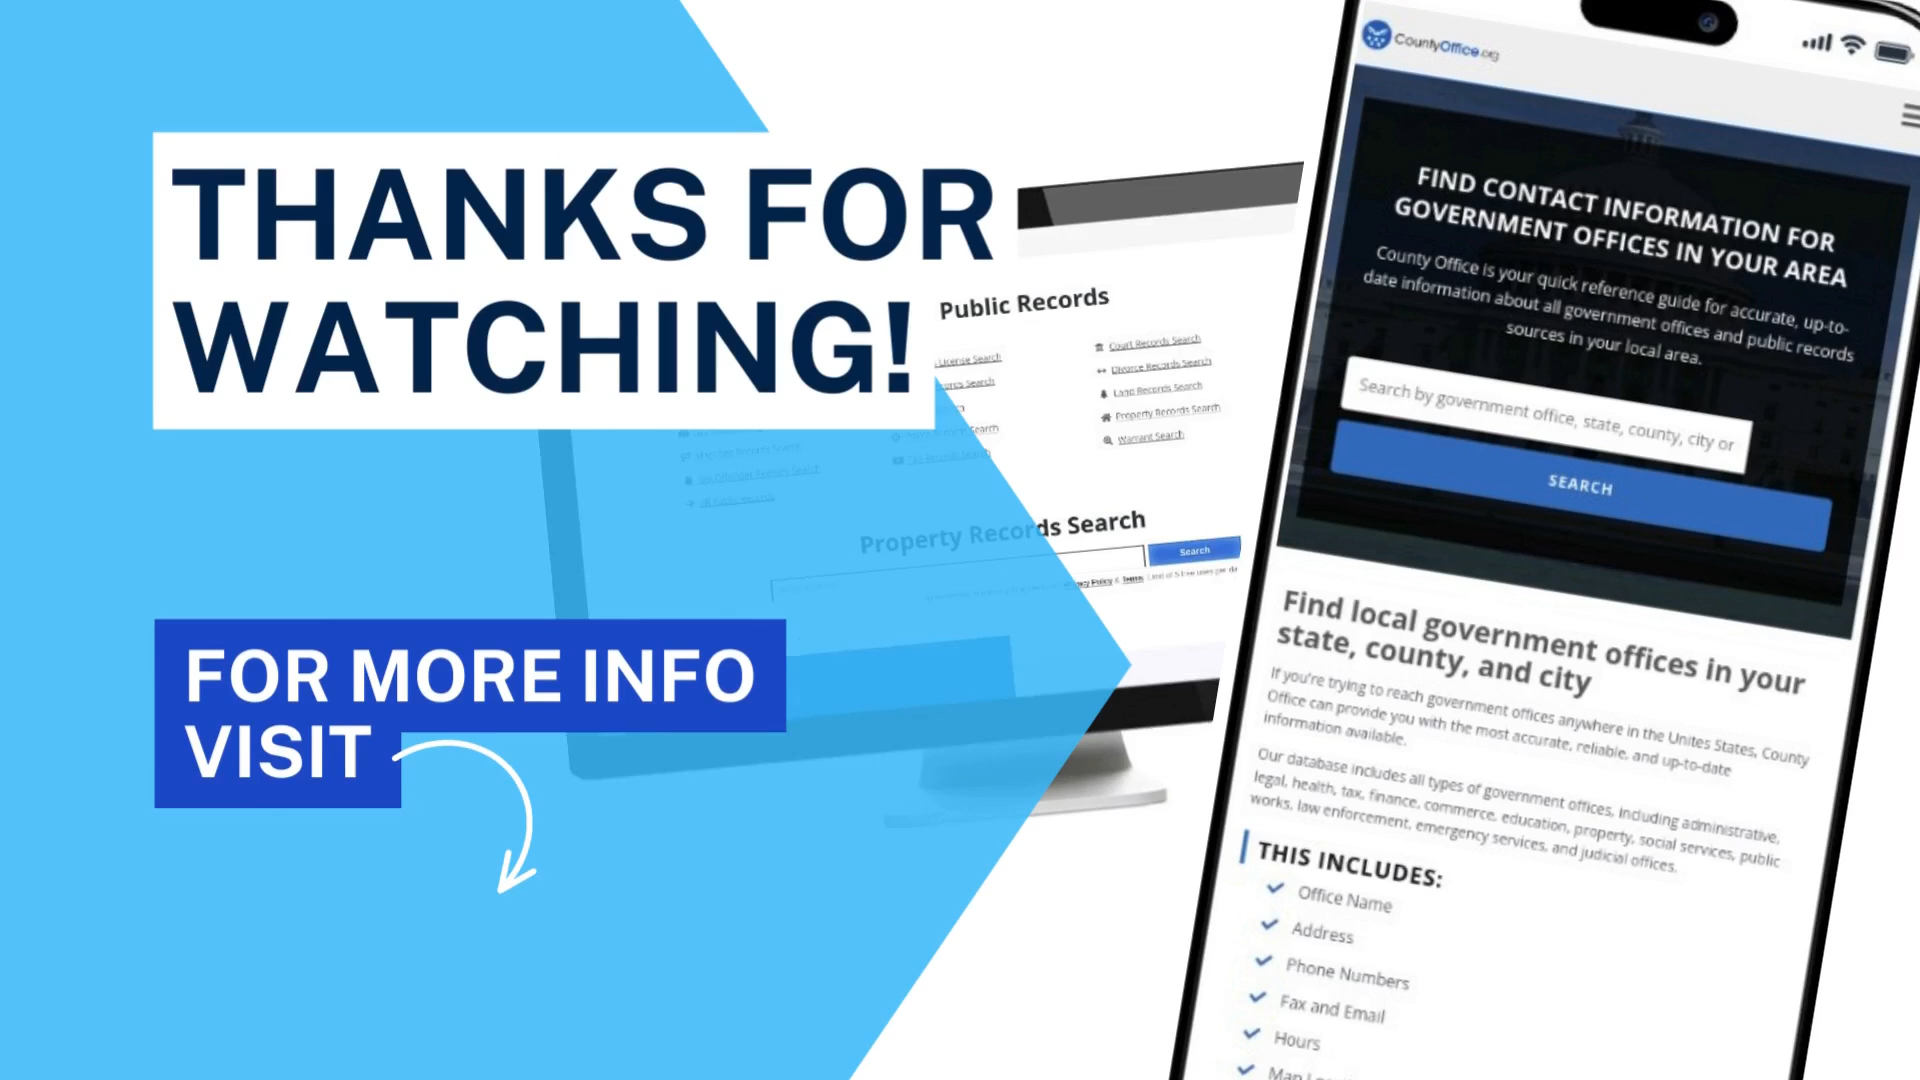 THANKS FOR
WATCHING!
FOR MORE INFO
VISIT
Public Records
License Search
Search
Search
Court Records Search
Divorce Records Search
Land Records Search
Property Records Search
Warrant Search
Property Records Search
Search
CountyOffice.org
FIND CONTACT INFORMATION FOR
GOVERNMENT OFFICES IN YOUR AREA
County Office is your quick reference guide for accurate, up-to-
date information about all government offices and public records
sources in your local area.
Search by government office, state, county, city or
SEARCH
Find local government offices in your
state, county, and city
If you're trying to reach government offices anywhere in the Unites States, County
Office can provide you with the most accurate, reliable, and up-to-date
information available.
Our database includes all types of government offices, including administrative,
legal, health, tax, finance, commerce, education, property, social services, public
works, law enforcement, emergency services, and judicial offices.
THIS INCLUDES:
Office Name
Address
Phone Numbers
Fax and Email
Hours